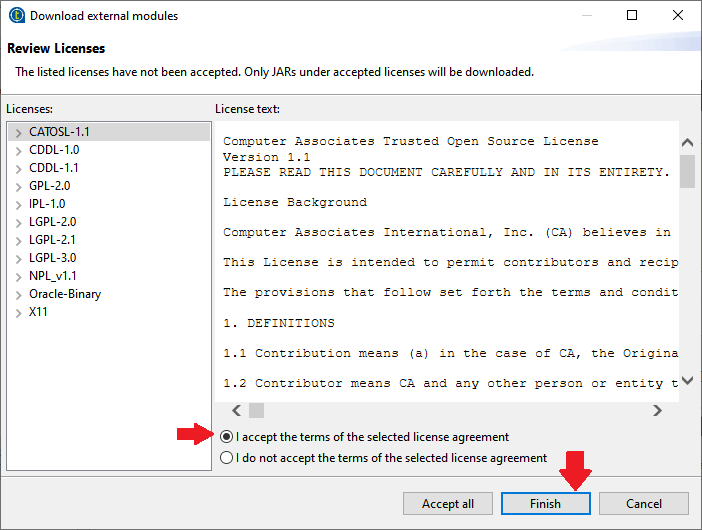 Download external modules
Review Licenses
The listed licenses have not been accepted. Only JARs under accepted licenses will be downloaded.
Licenses:
CATOSL-1.1
CDDL-1.0
CDDL-1.1
GPL-2.0
IPL-1.0
LGPL-2.0
LGPL-2.1
LGPL-3.0
NPL_v1.1
Oracle-Binary
X11
License text:
Computer Associates Trusted Open Source License
Version 1.1
PLEASE READ THIS DOCUMENT CAREFULLY AND IN ITS ENTIRETY.
License Background
Computer Associates International, Inc. (CA) believes in
This License is intended to permit contributors and recip
The provisions that follow set forth the terms and condit
1. DEFINITIONS
1.1 Contribution means (a) in the case of CA, the Origina
1.2 Contributor means CA and any other person or entity t
I accept the terms of the selected license agreement
I do not accept the terms of the selected license agreement
Accept all
Finish
Cancel